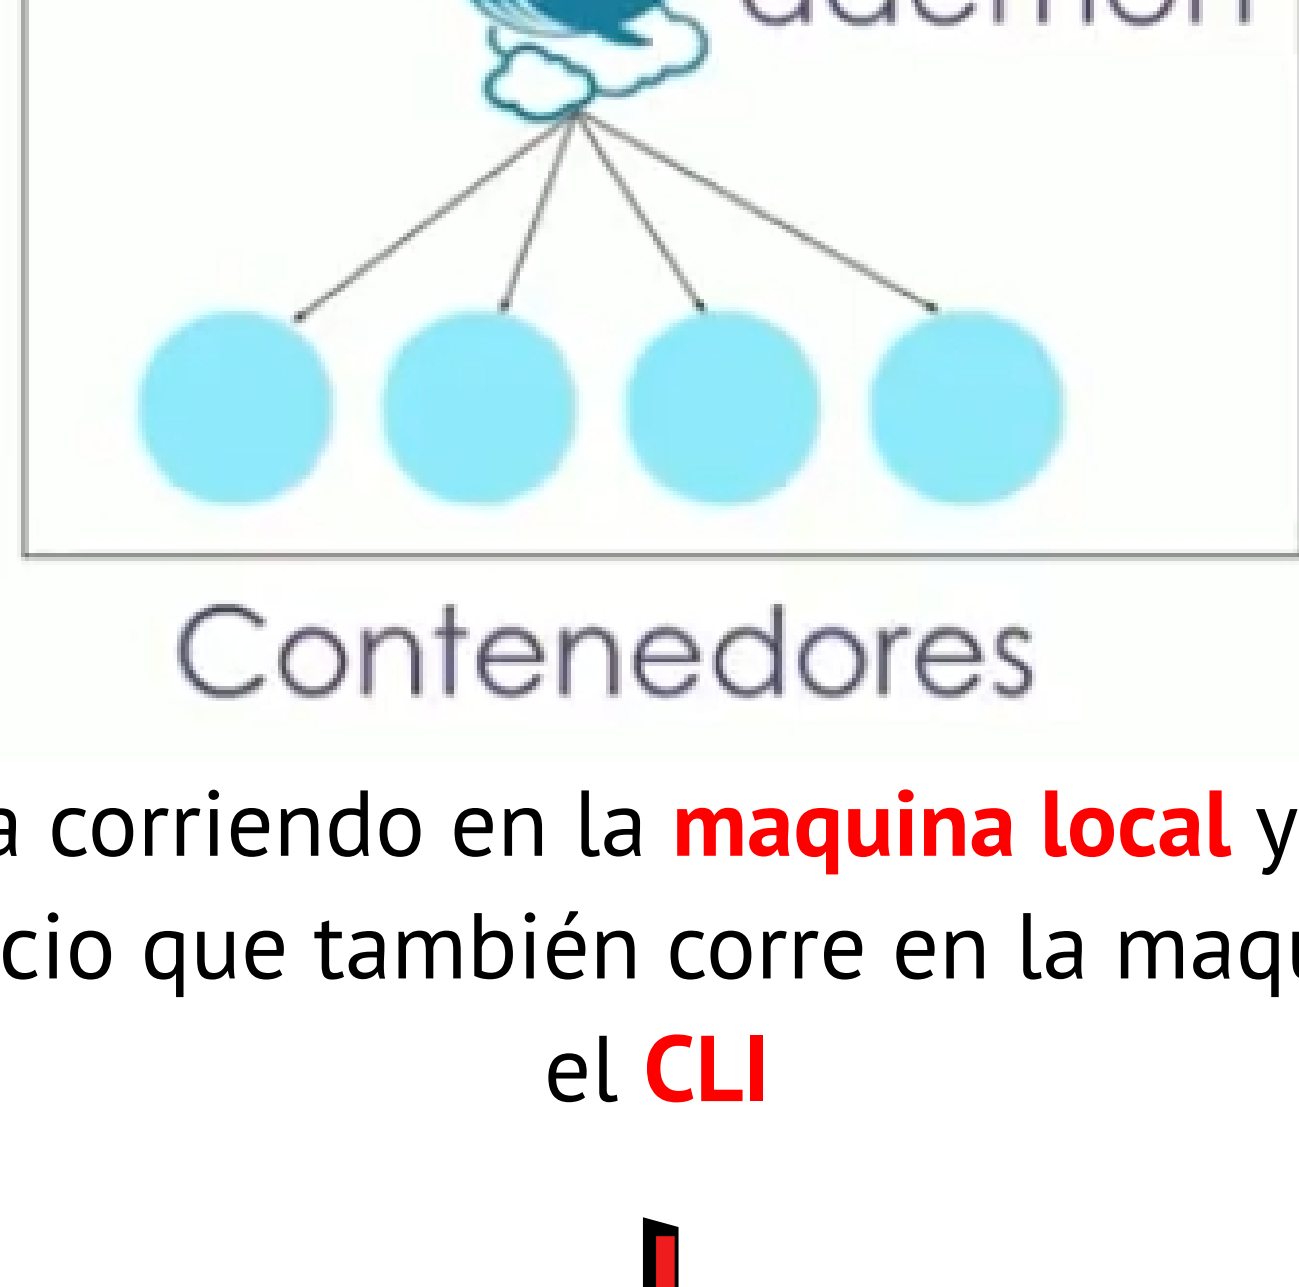 Contenedores
a corriendo en la maquina local y
cio que también corre en la maqu
el CLI